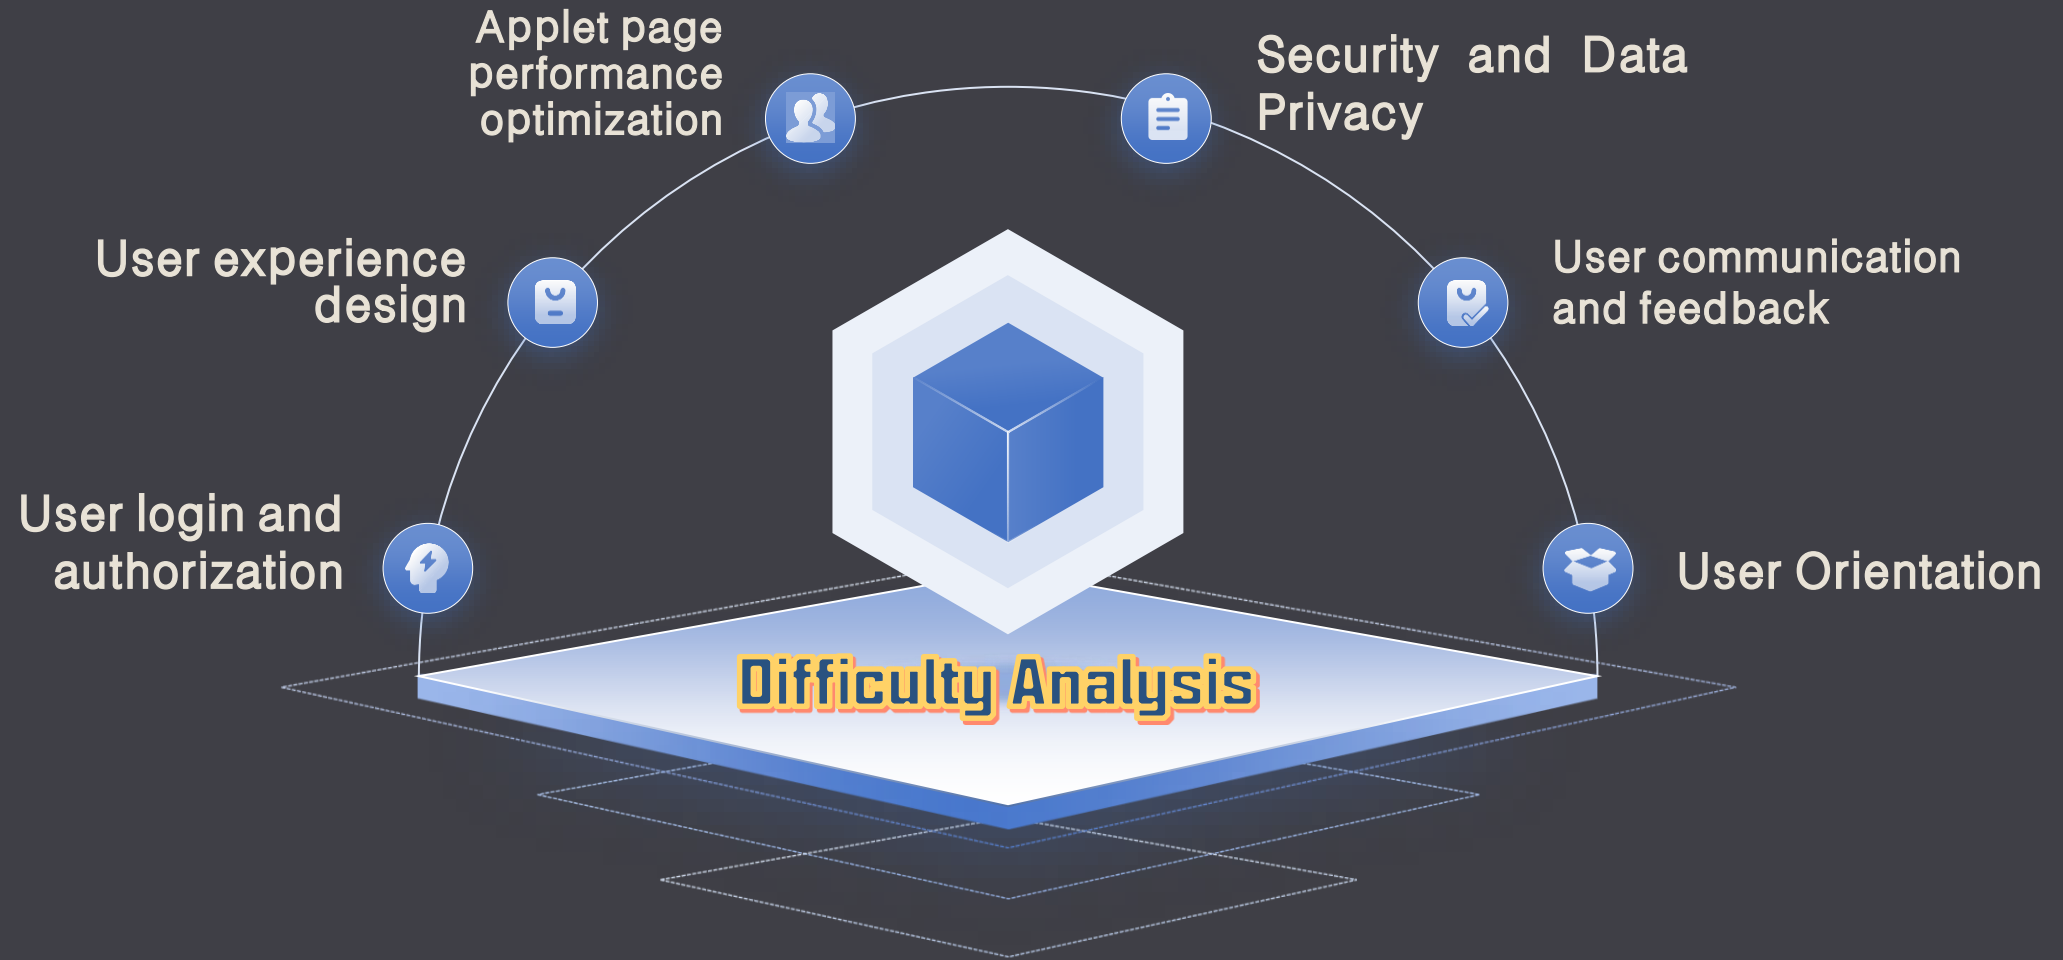 Applet page
performance
optimization
Security and Data
Privacy
User experience
design
User communication
and feedback
User login and
authorization
User Orientation
Difficulty Analysis